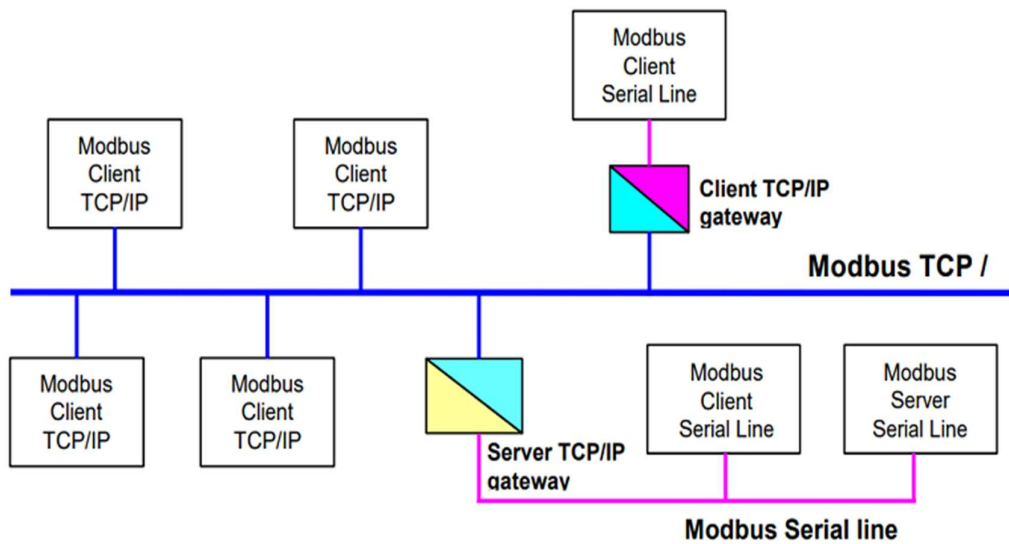 Modbus
Client
Serial Line
Modbus
Client
TCP/IP
Modbus
Client
TCP/IP
Client TCP/IP
gateway
Modbus TCP /
Modbus
Client
TCP/IP
Modbus
Client
TCP/IP
Server TCP/IP
gateway
Modbus
Client
Serial Line
Modbus
Server
Serial Line
Modbus Serial line